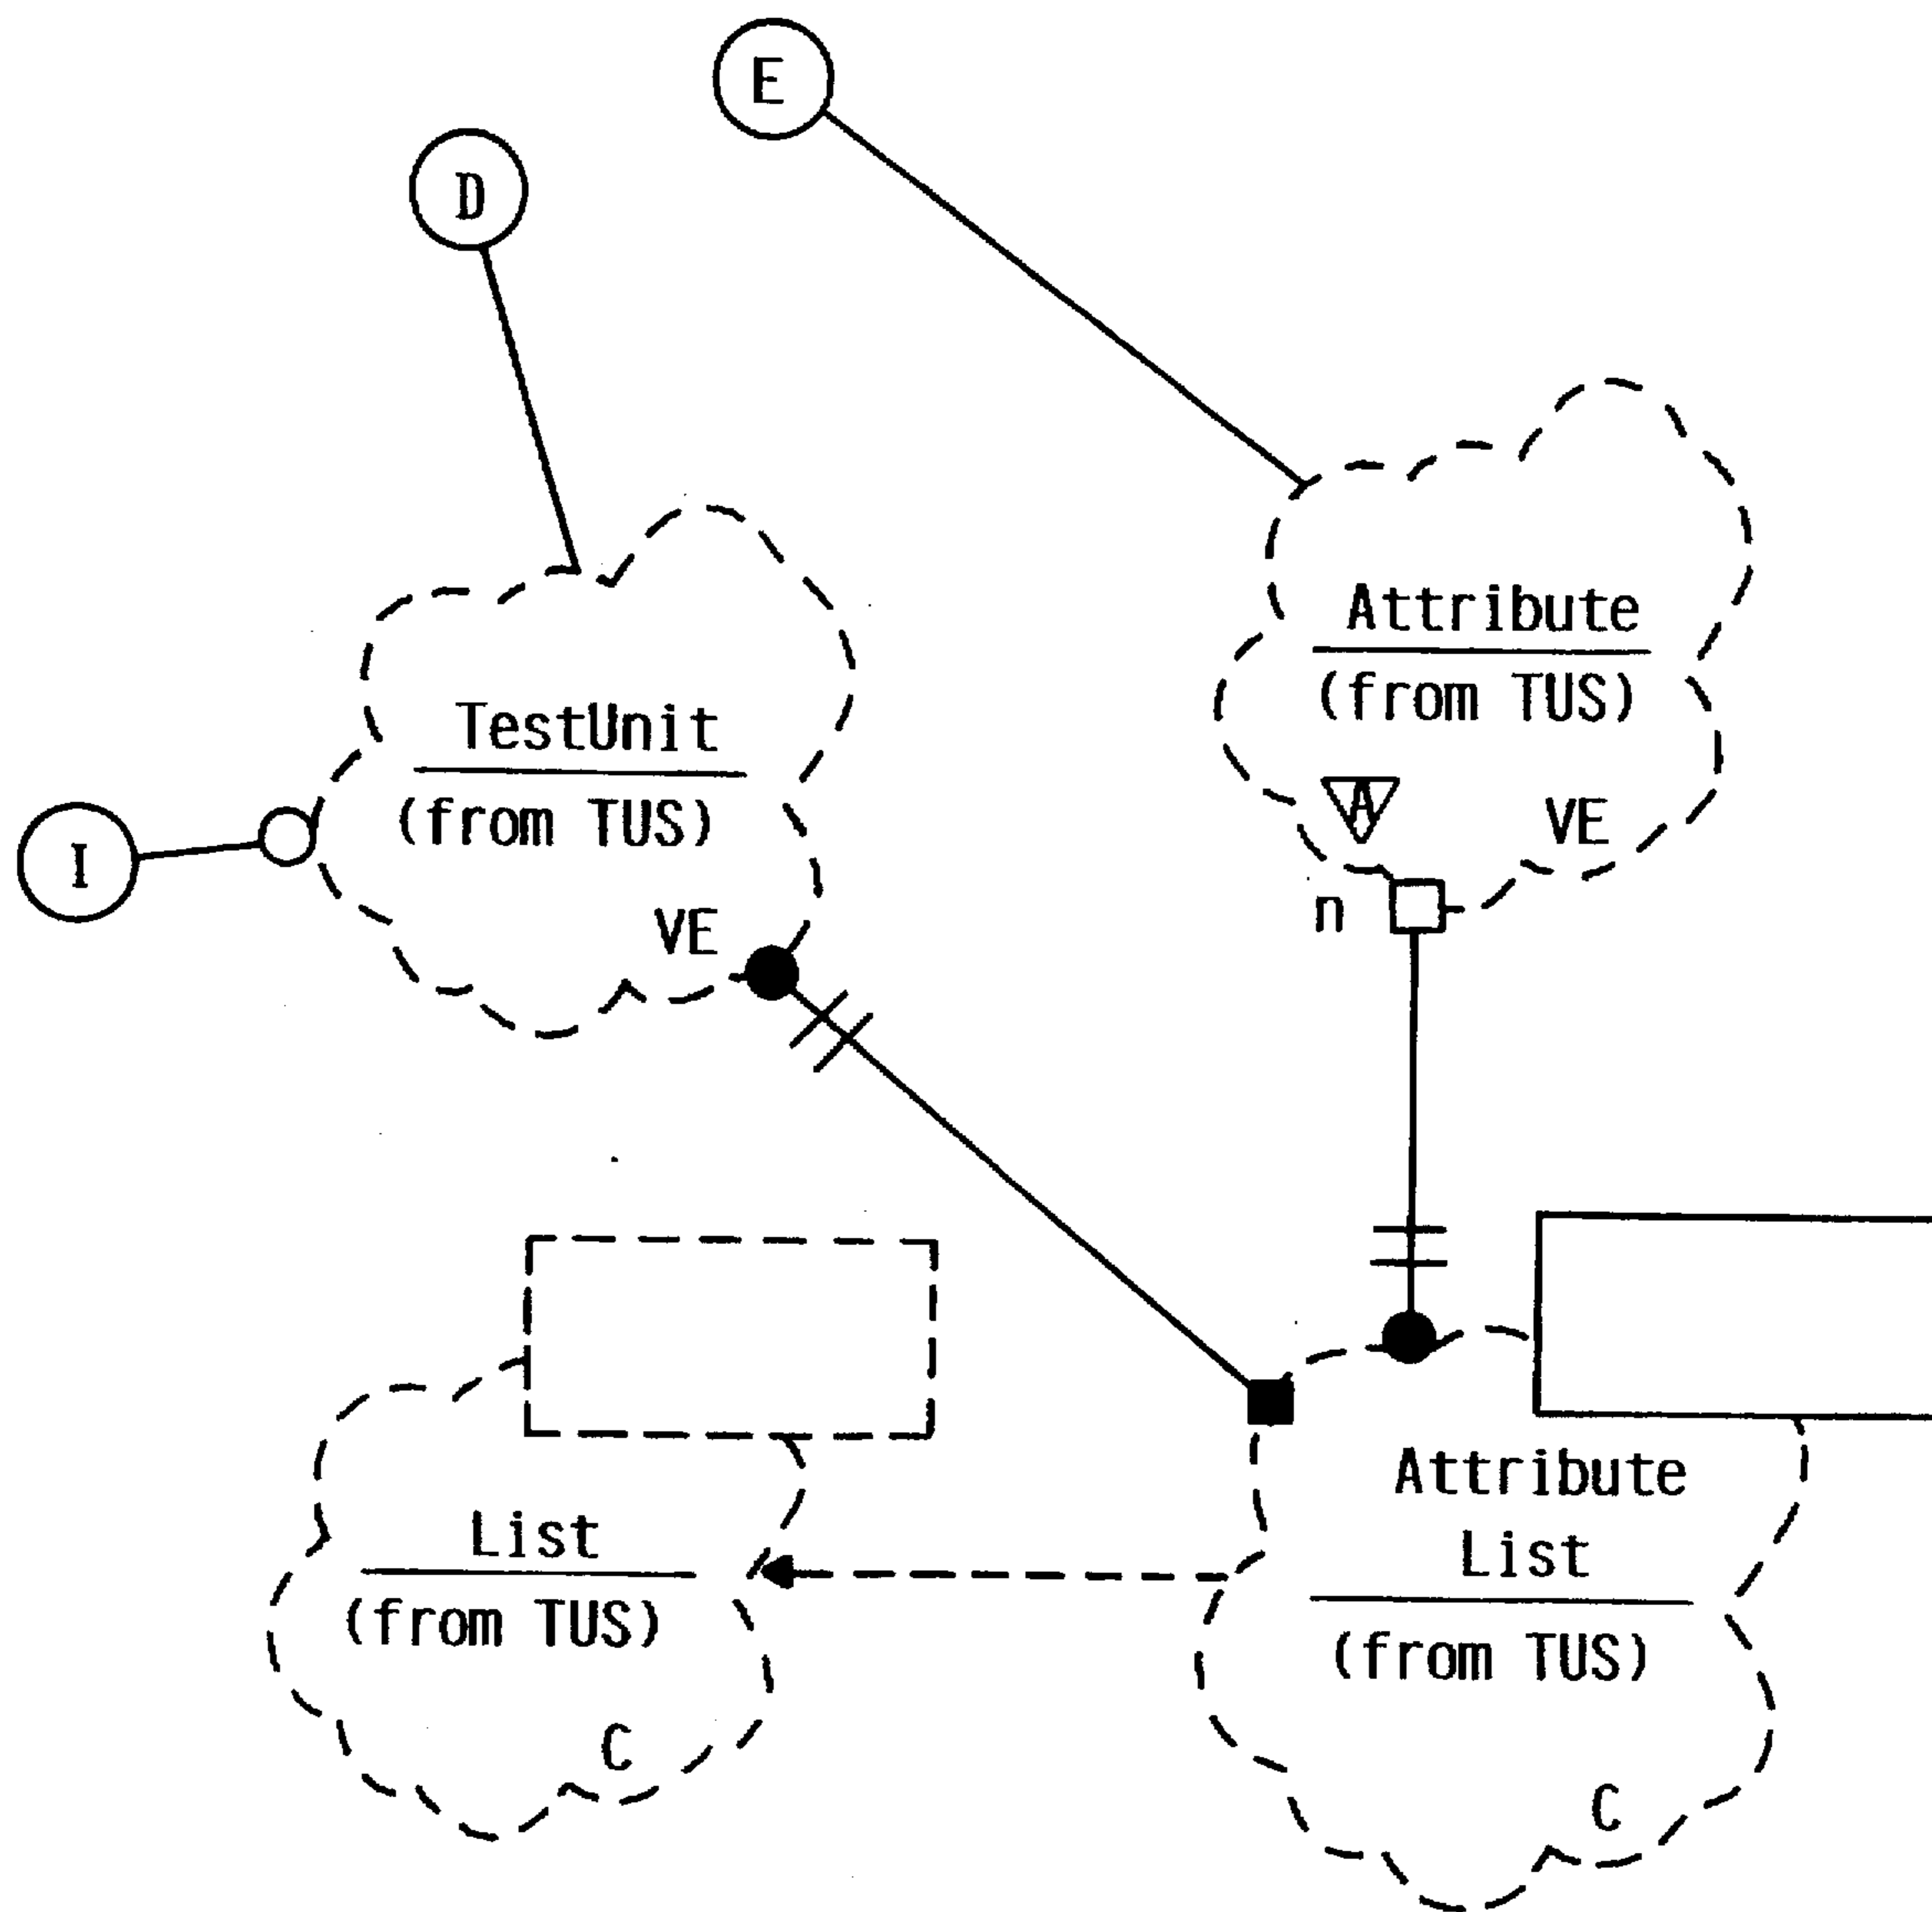 E
D
Attribute
(from TUS)
A
VE
n
TestUnit
(from TUS)
VE
I
List
(from TUS)
C
Attribute
List
(from TUS)
C